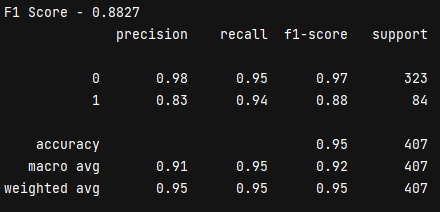 F1 Score - 0.8827
precision recall f1-score support
0 0.98 0.95 0.97 323
1 0.83 0.94 0.88 84
accuracy 0.95 407
macro avg 0.91 0.95 0.92 407
weighted avg 0.95 0.95 0.95 407